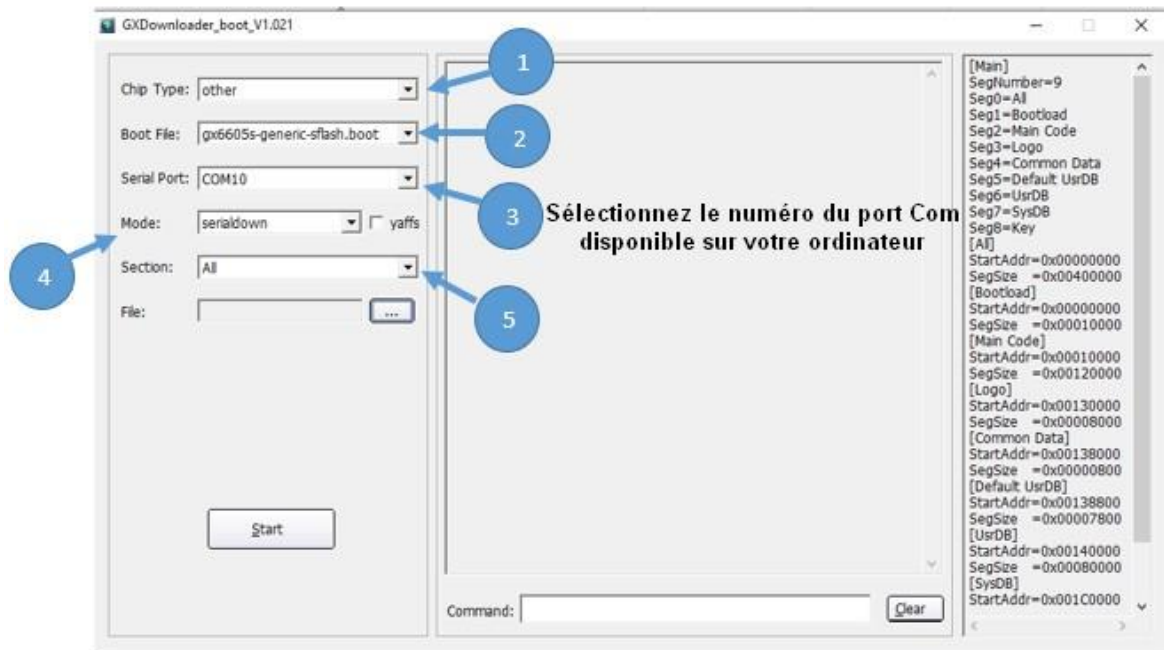 GXDownloader_boot_V1.021
Chip Type: other
1
Boot File: gx6605s-generic-sflash.boot
2
Serial Port: COM10
3
Sélectionnez le numéro du port Com
disponible sur votre ordinateur
Mode: serialdown yaffs
4
Section: All
5
File: ...
Start
Command: Clear
[Main]
SegNumber=9
Seg0=All
Seg1=Bootload
Seg2=Main Code
Seg3=Logo
Seg4=Common Data
Seg5=Default UsrDB
Seg6=UsrDB
Seg7=SysDB
Seg8=Key
[All]
StartAddr=0x00000000
SegSize =0x00400000
[Bootload]
StartAddr=0x00000000
SegSize =0x00010000
[Main Code]
StartAddr=0x00010000
SegSize =0x00120000
[Logo]
StartAddr=0x00130000
SegSize =0x00008000
[Common Data]
StartAddr=0x00138000
SegSize =0x00000800
[Default UsrDB]
StartAddr=0x00138800
SegSize =0x00007800
[UsrDB]
StartAddr=0x00140000
SegSize =0x00080000
[SysDB]
StartAddr=0x001C0000